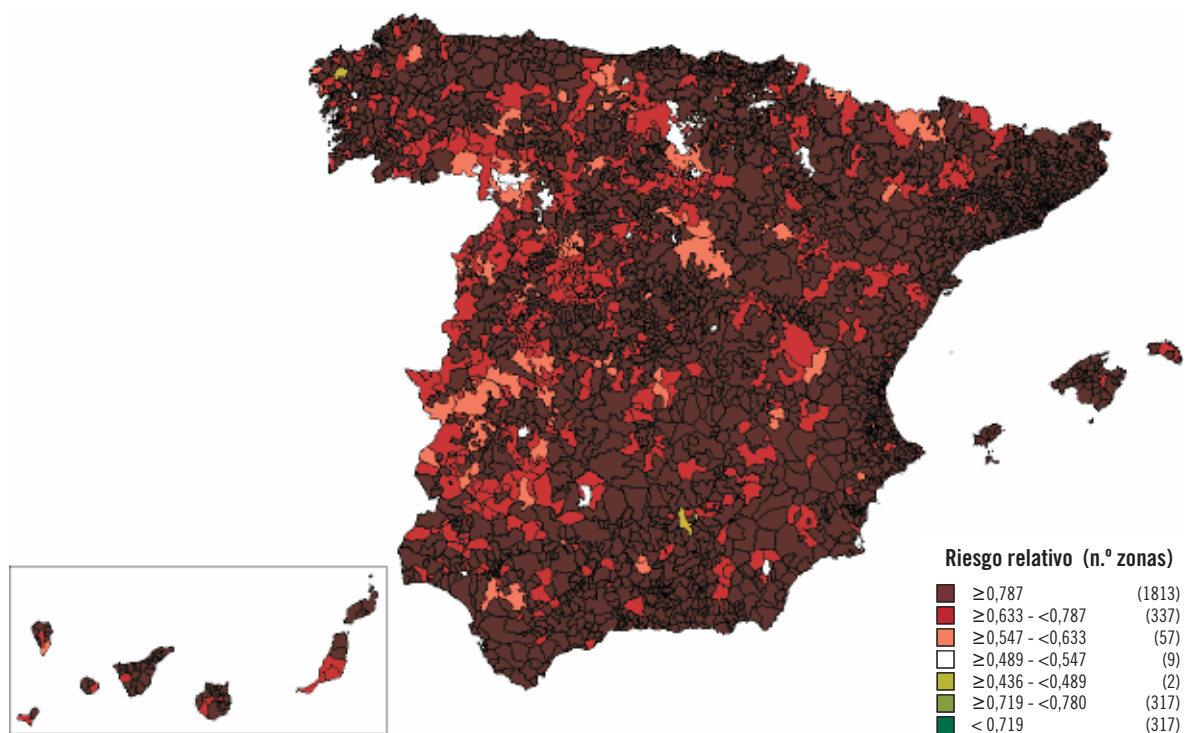 Riesgo relativo (n.º zonas)
≥0,787 (1813)
≥0,633 - <0,787 (337)
≥0,547 - <0,633 (57)
≥0,489 - <0,547 (9)
≥0,436 - <0,489 (2)
≥0,719 - <0,780 (317)
< 0,719 (317)